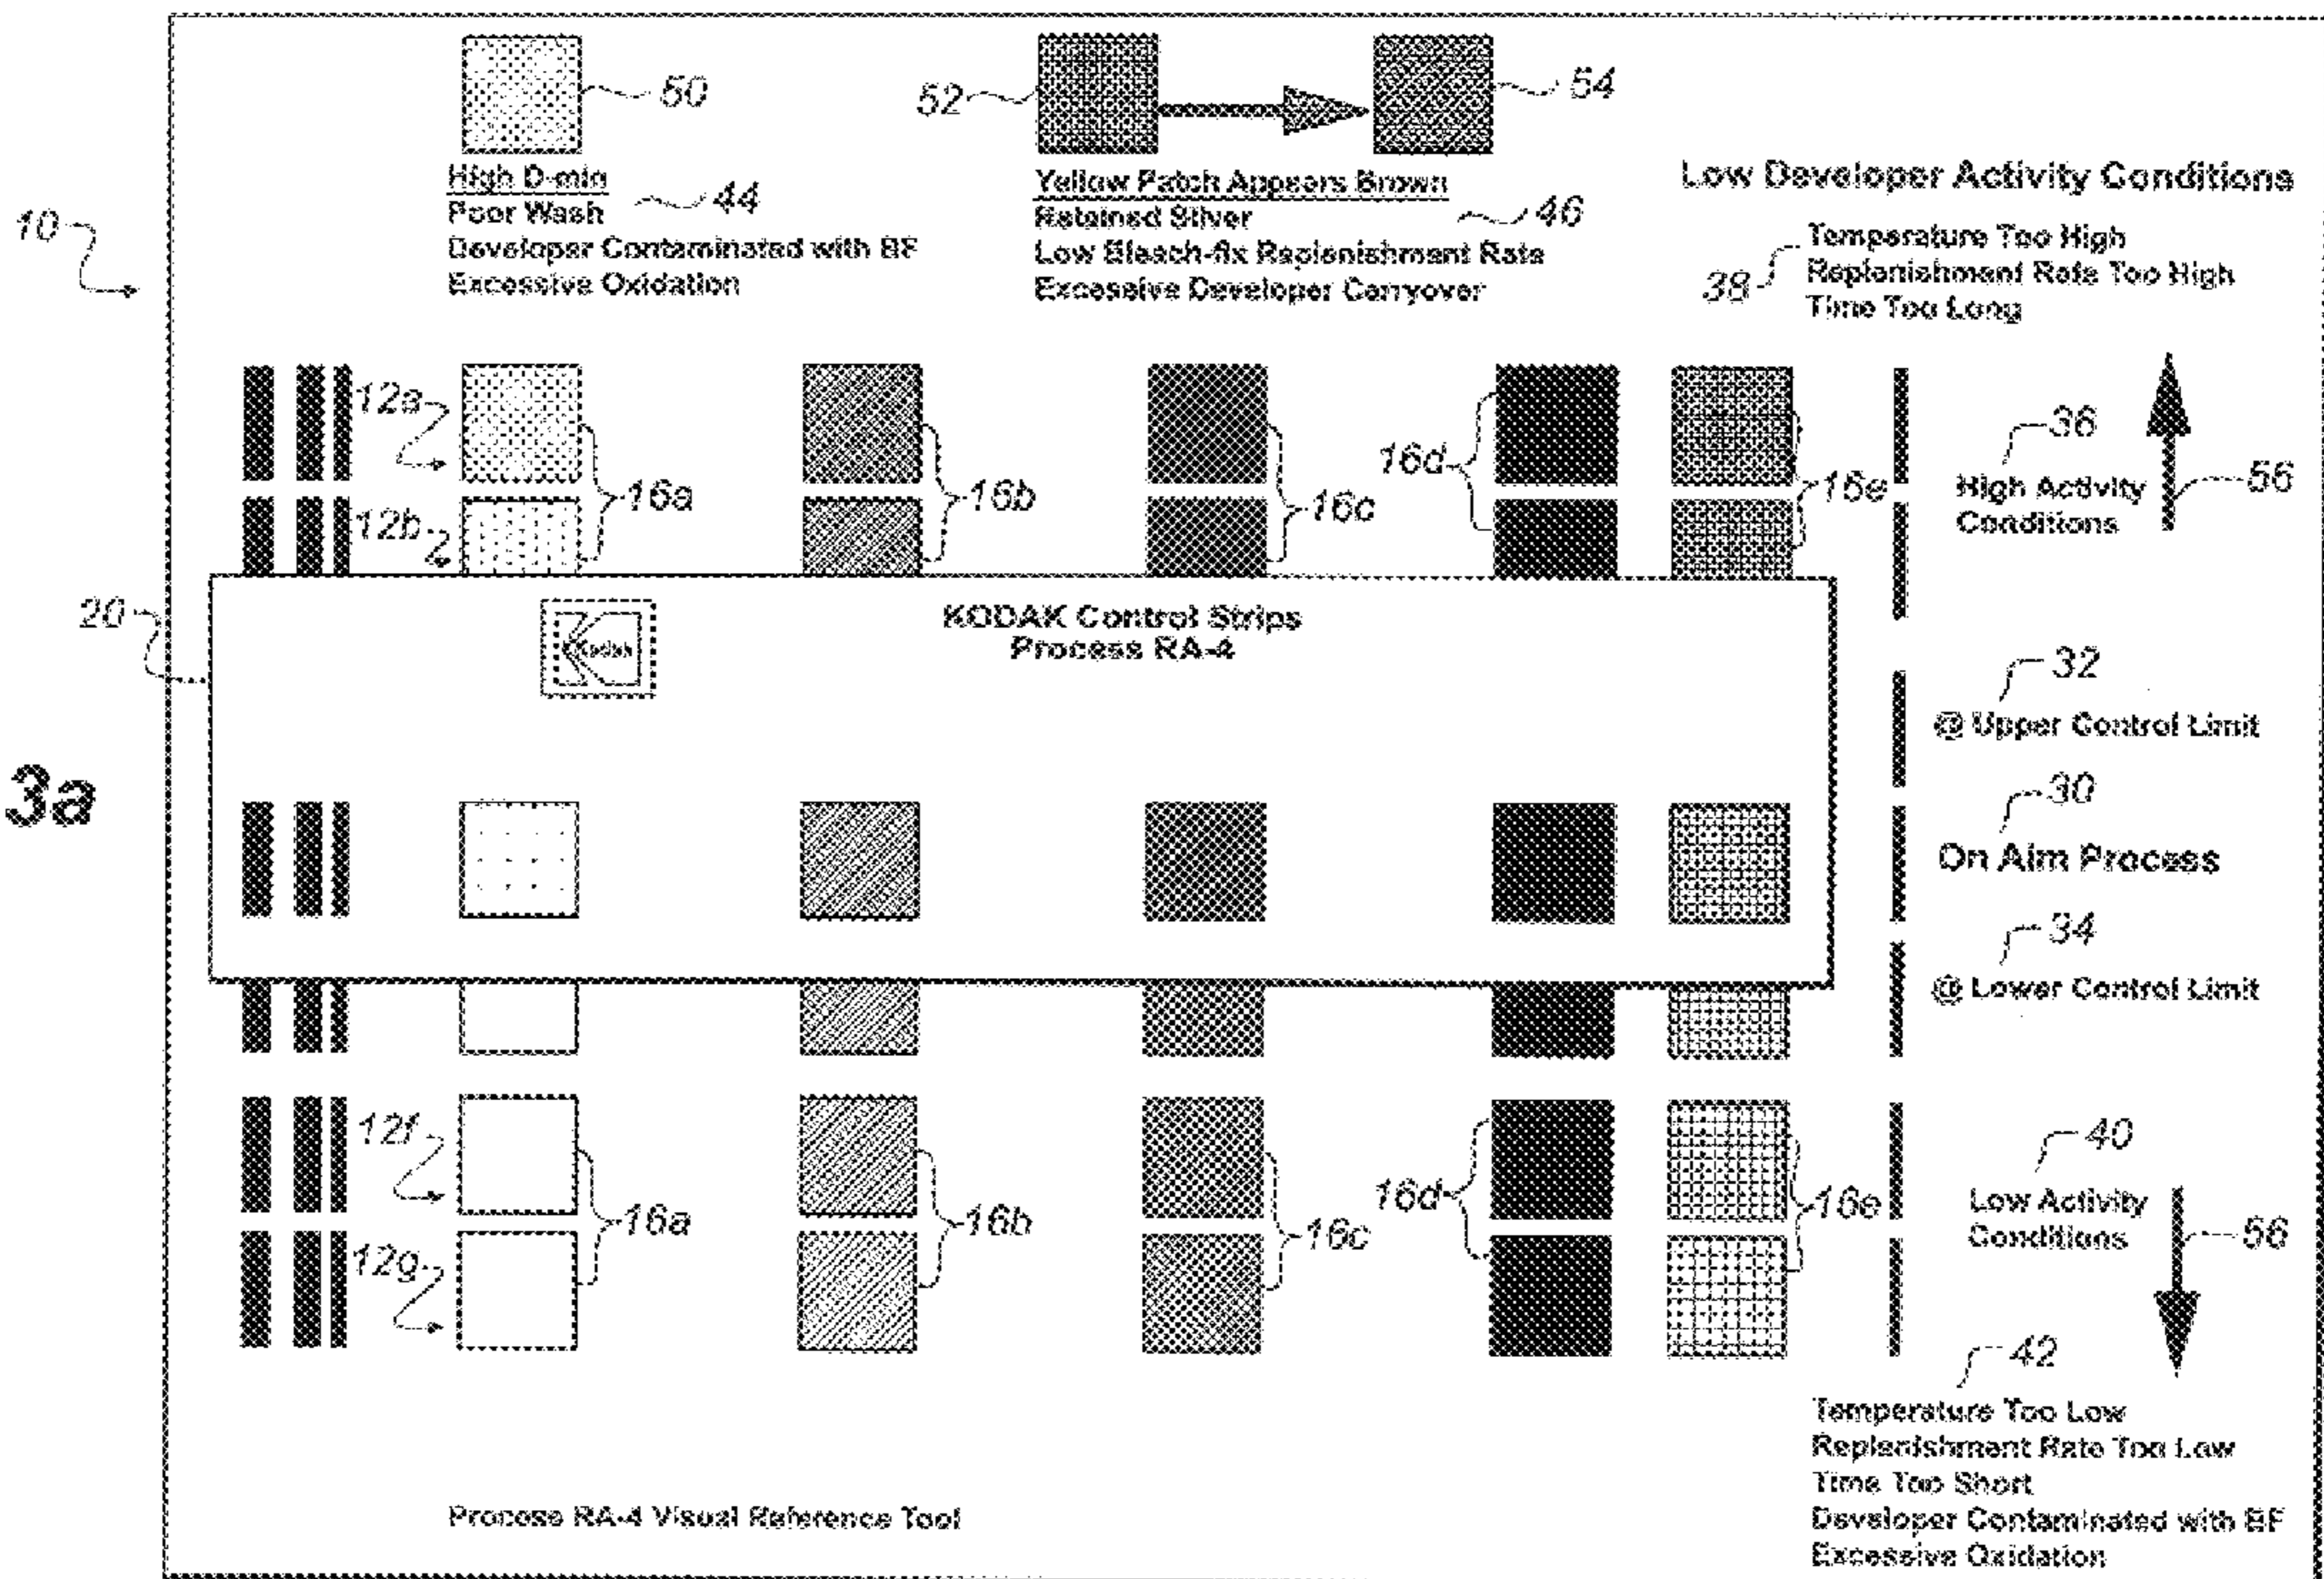 50
52
54
High D-min
Poor Wash
44
Developer Contaminated with BF
Excessive Oxidation
Yellow Patch Appears Brown
Retained Silver
46
Low Bleach-fix Replenishment Rate
Excessive Developer Carryover
Low Developer Activity Conditions
38
Temperature Too High
Replenishment Rate Too High
Time Too Long
10
12a
12b
16a
16b
16c
16d
16e
36
High Activity
Conditions
56
20
Kodak
KODAK Control Strips
Process RA-4
32
@ Upper Control Limit
3a
30
On Aim Process
34
@ Lower Control Limit
12f
12g
16a
16b
16c
16d
16e
40
Low Activity
Conditions
56
42
Temperature Too Low
Replenishment Rate Too Low
Time Too Short
Developer Contaminated with BF
Excessive Oxidation
Process RA-4 Visual Reference Tool